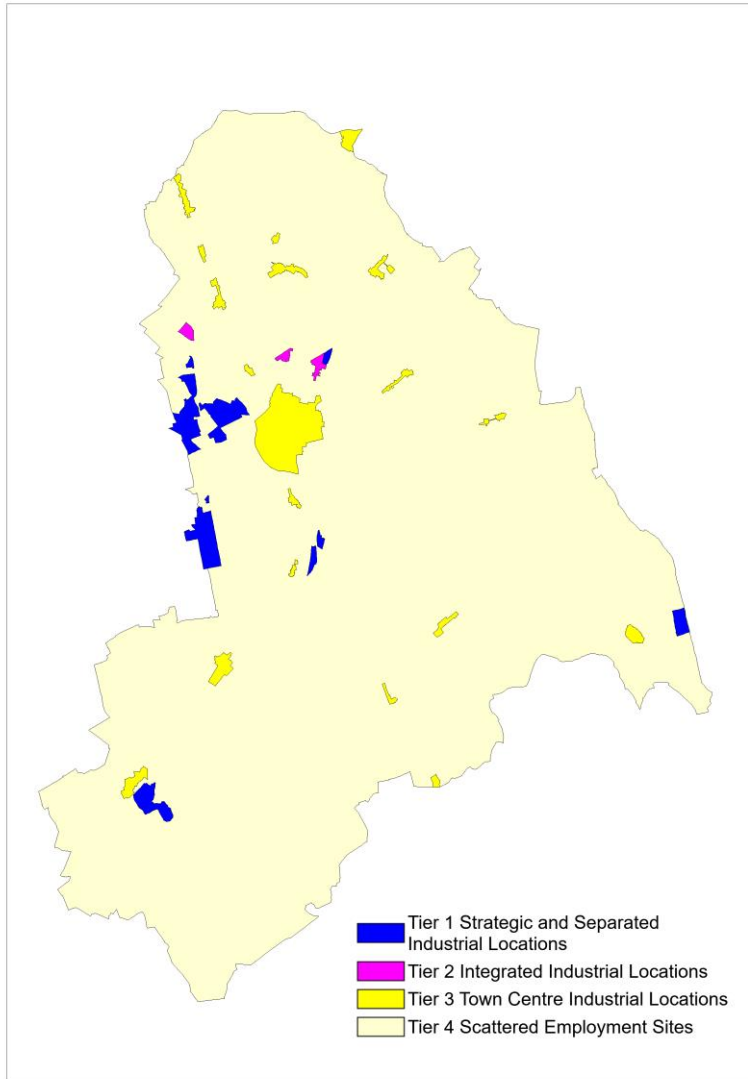 Tier 1 Strategic and Separated
Industrial Locations
Tier 2 Integrated Industrial Locations
Tier 3 Town Centre Industrial Locations
Tier 4 Scattered Employment Sites